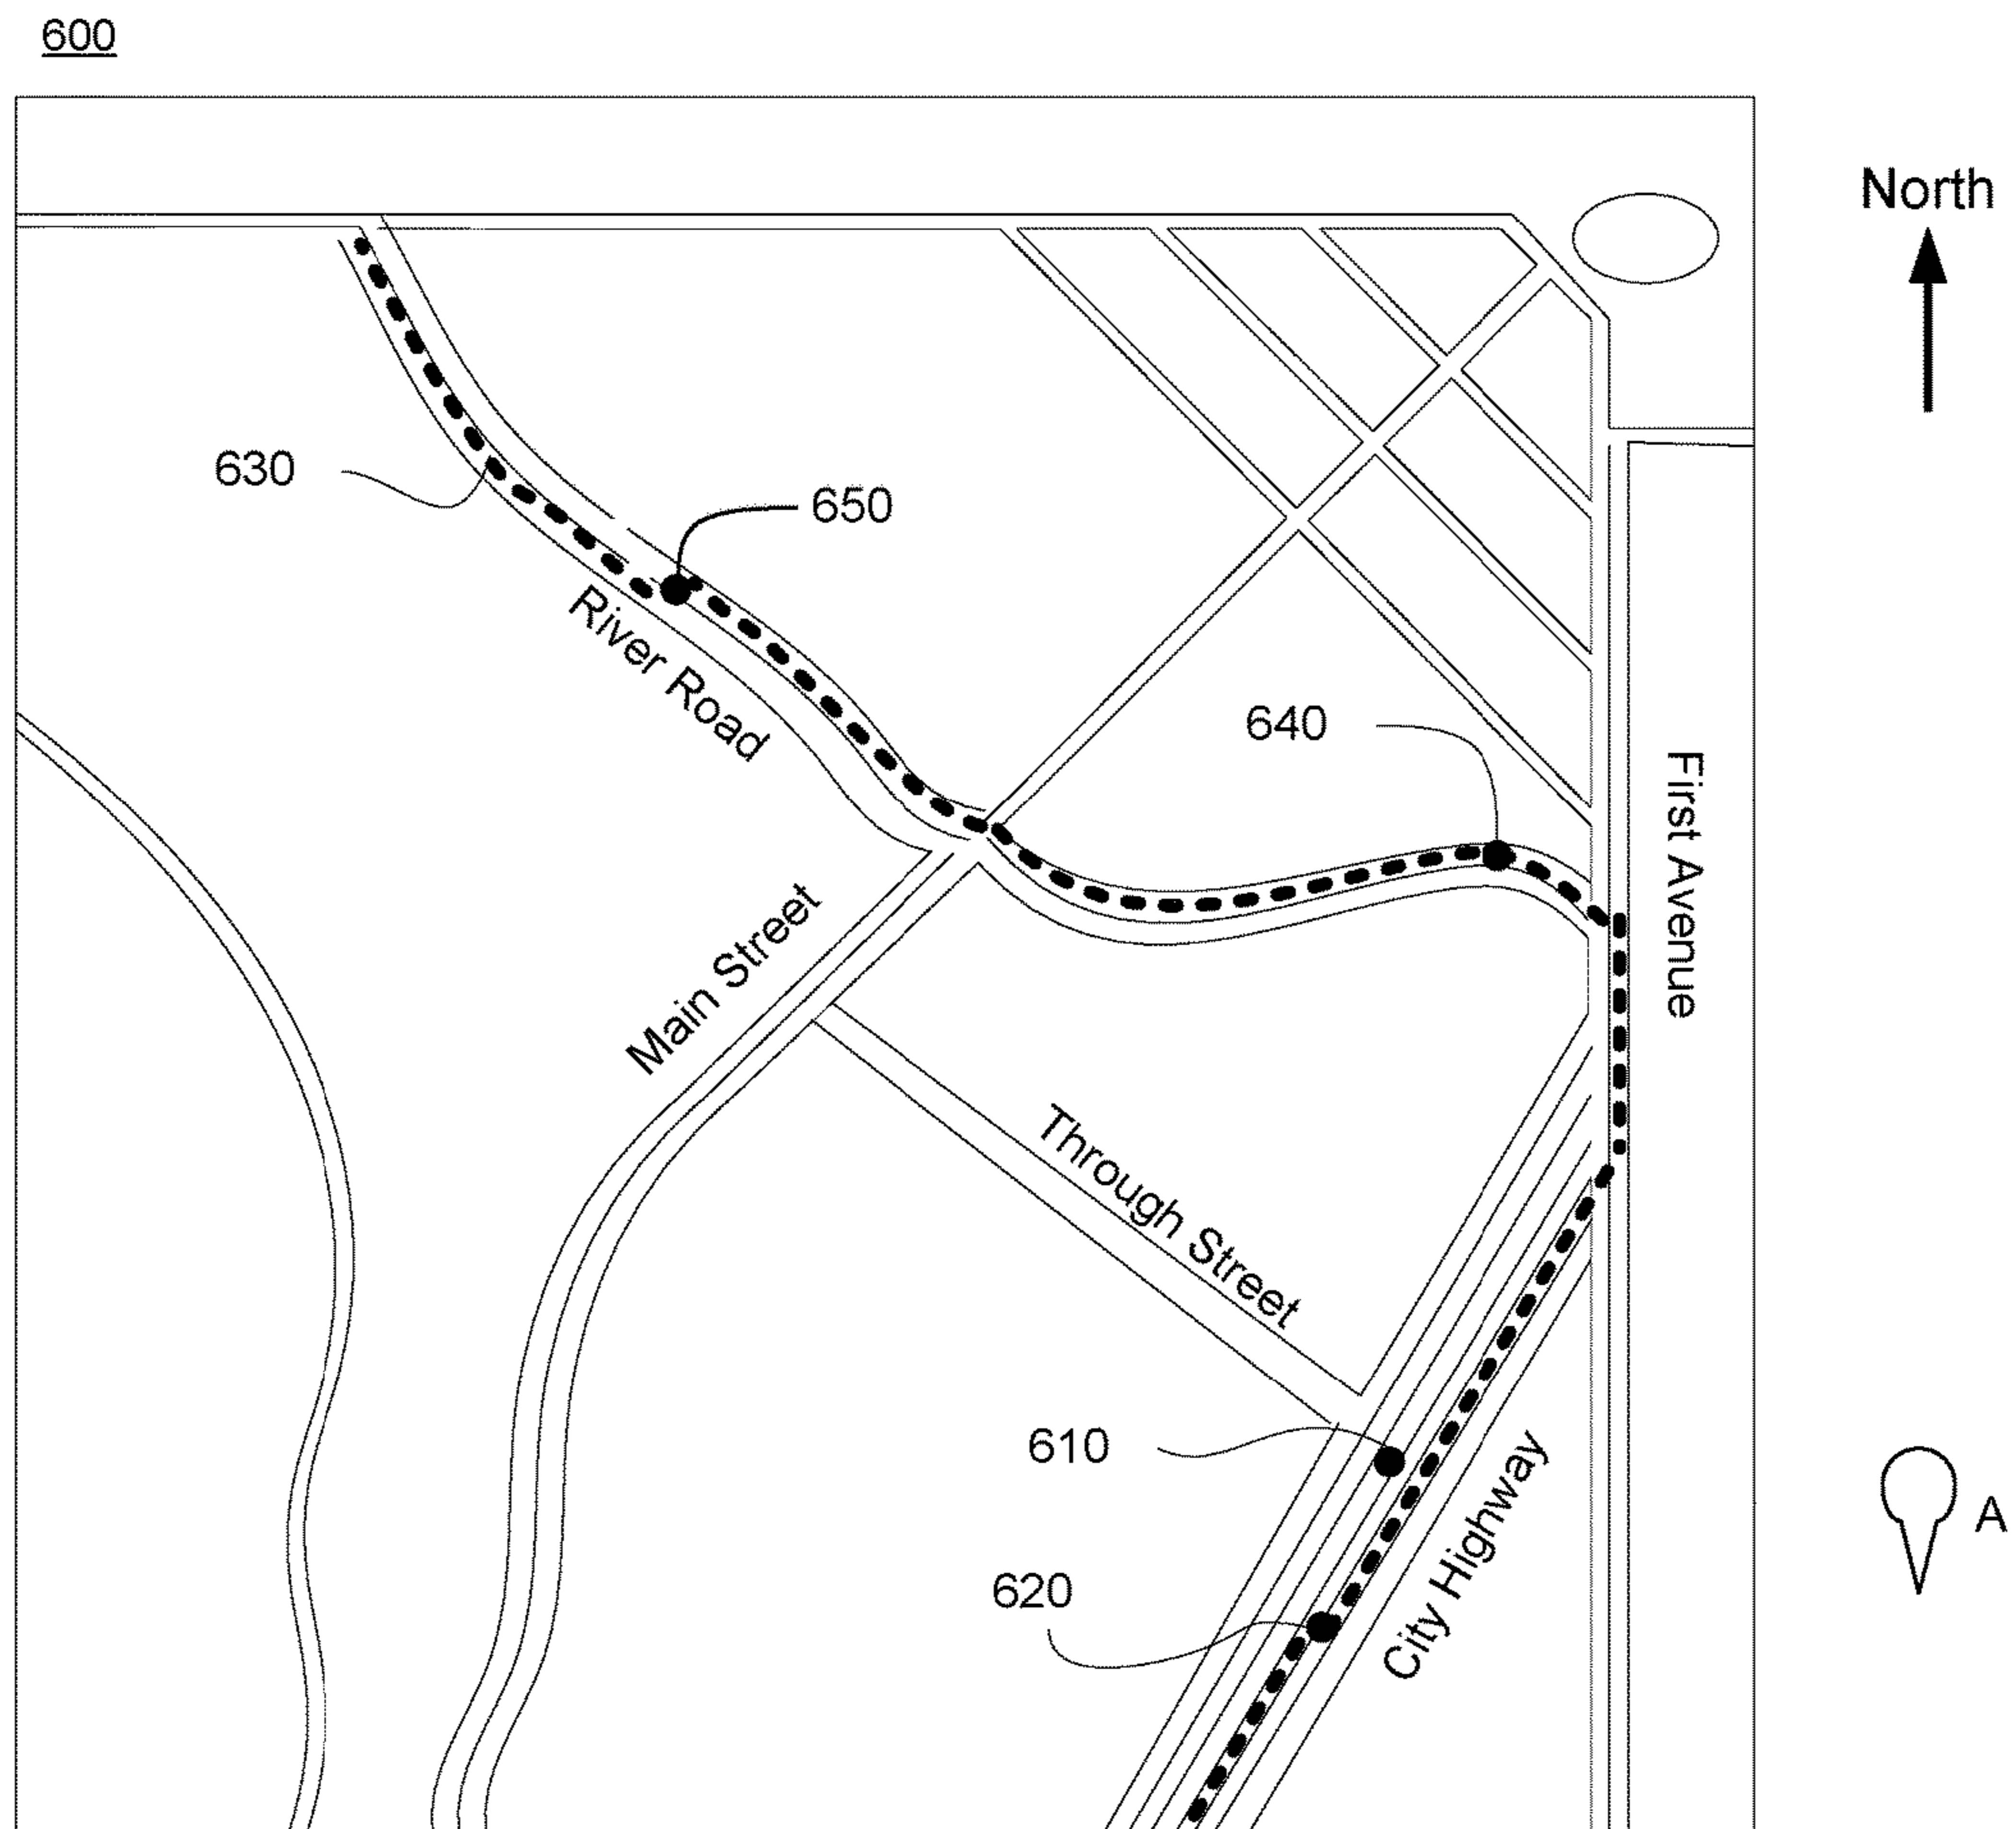 600
North
630
650
River Road
640
First Avenue
Main Street
Through Street
610
City Highway
A
620